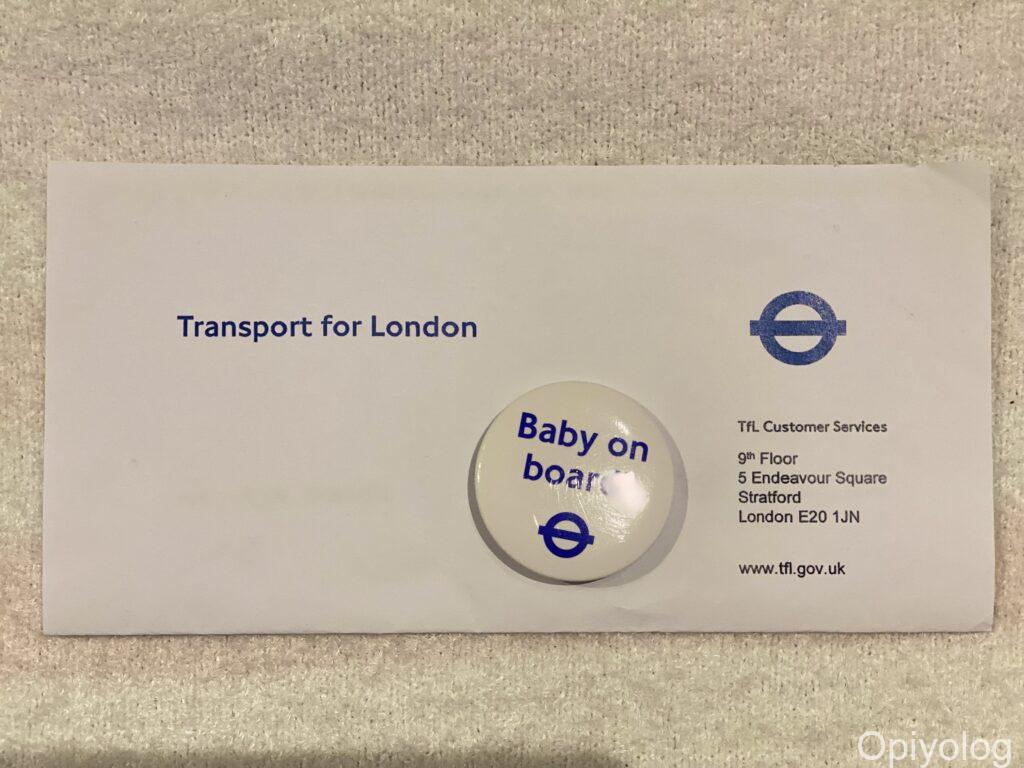 Transport for London
Baby on
board
TfL Customer Services
9th Floor
5 Endeavour Square
Stratford
London E20 1JN
www.tfl.gov.uk
Opiyolog